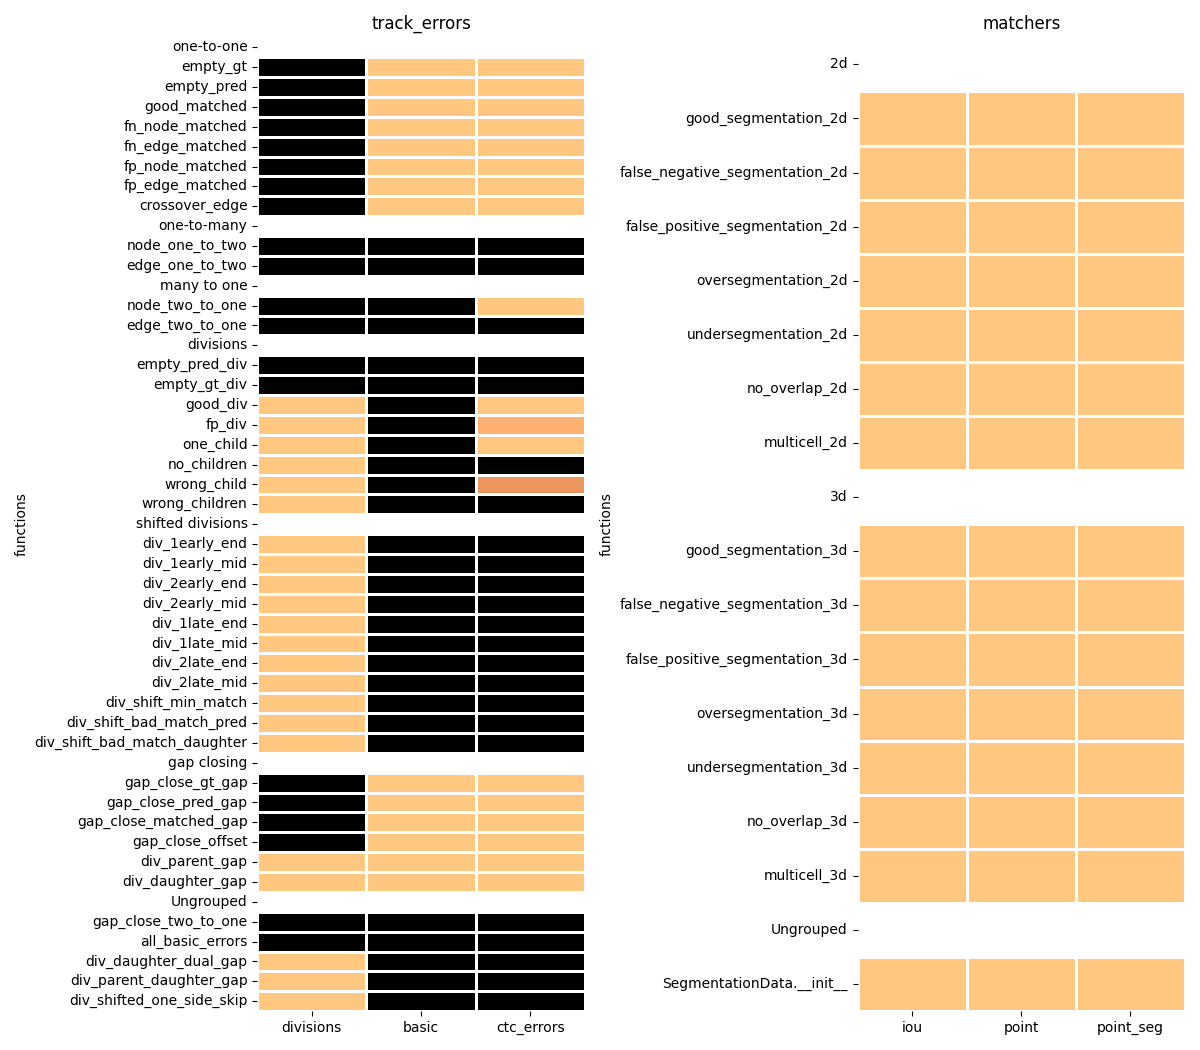 track_errors
functions
one-to-one
empty_gt
empty_pred
good_matched
fn_node_matched
fn_edge_matched
fp_node_matched
fp_edge_matched
crossover_edge
one-to-many
node_one_to_two
edge_one_to_two
many to one
node_two_to_one
edge_two_to_one
divisions
empty_pred_div
empty_gt_div
good_div
fp_div
one_child
no_children
wrong_child
wrong_children
shifted divisions
div_1early_end
div_1early_mid
div_2early_end
div_2early_mid
div_1late_end
div_1late_mid
div_2late_end
div_2late_mid
div_shift_min_match
div_shift_bad_match_pred
div_shift_bad_match_daughter
gap closing
gap_close_gt_gap
gap_close_pred_gap
gap_close_matched_gap
gap_close_offset
div_parent_gap
div_daughter_gap
Ungrouped
gap_close_two_to_one
all_basic_errors
div_daughter_dual_gap
div_parent_daughter_gap
div_shifted_one_side_skip
divisions basic ctc_errors
matchers
functions
2d
good_segmentation_2d
false_negative_segmentation_2d
false_positive_segmentation_2d
oversegmentation_2d
undersegmentation_2d
no_overlap_2d
multicell_2d
3d
good_segmentation_3d
false_negative_segmentation_3d
false_positive_segmentation_3d
oversegmentation_3d
undersegmentation_3d
no_overlap_3d
multicell_3d
Ungrouped
SegmentationData.__init__
iou point point_seg